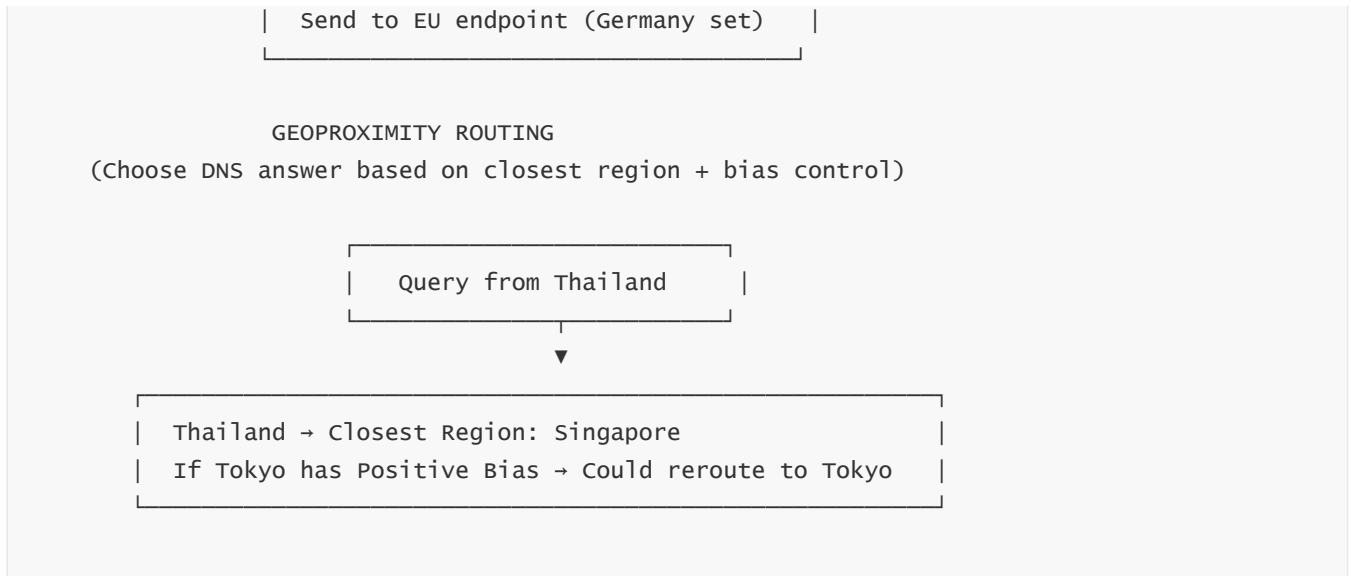 Send to EU endpoint (Germany set)
GEOPROXIMITY ROUTING
(Choose DNS answer based on closest region + bias control)
Query from Thailand
▼
Thailand → Closest Region: Singapore
If Tokyo has Positive Bias → Could reroute to Tokyo